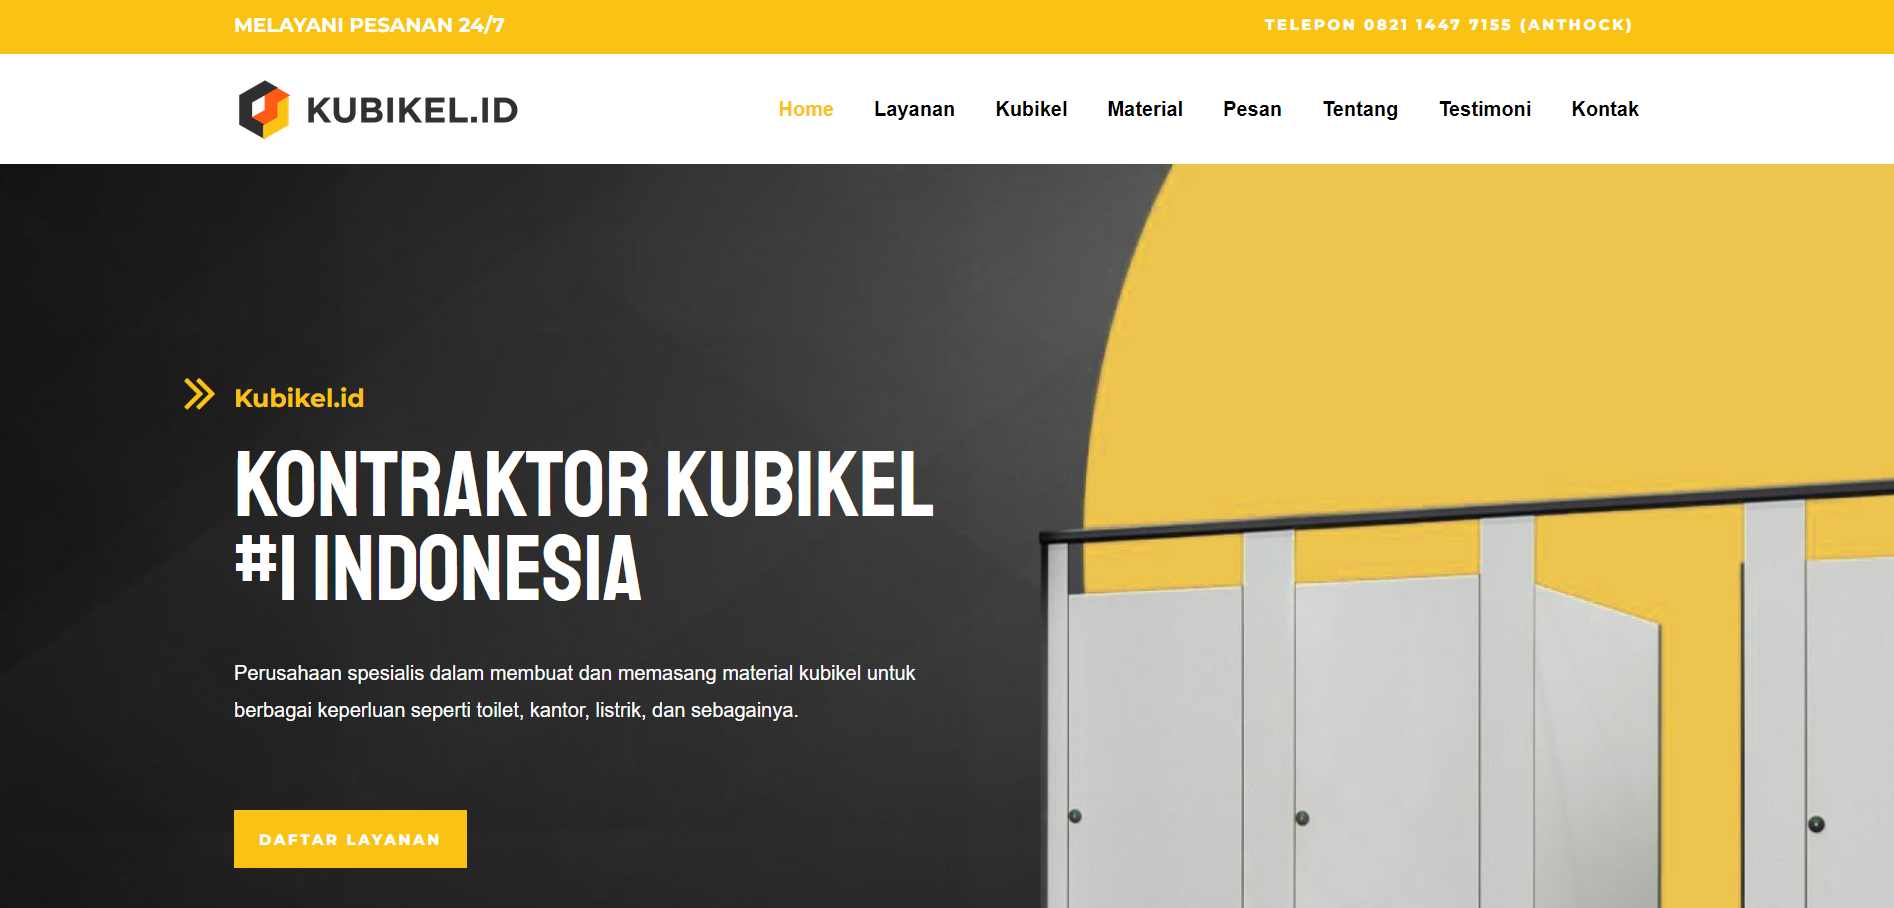 MELAYANI PESANAN 24/7
TELEPON 0821 1447 7155 (ANTHOCK)
KUBIKEL.ID
Home Layanan Kubikel Material Pesan Tentang Testimoni Kontak
Kubikel.id
KONTRAKTOR KUBIKEL
#1 INDONESIA
Perusahaan spesialis dalam membuat dan memasang material kubikel untuk
berbagai keperluan seperti toilet, kantor, listrik, dan sebagainya.
DAFTAR LAYANAN